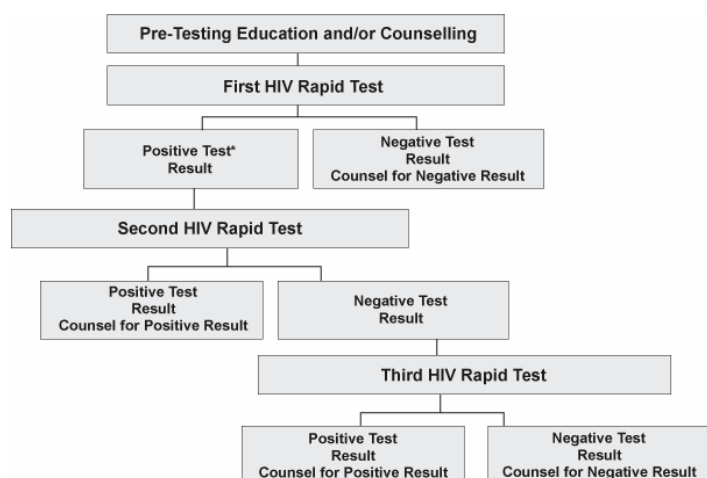 Pre-Testing Education and/or Counselling
First HIV Rapid Test
Positive Test*
Result
Negative Test
Result
Counsel for Negative Result
Second HIV Rapid Test
Positive Test
Result
Counsel for Positive Result
Negative Test
Result
Third HIV Rapid Test
Positive Test
Result
Counsel for Positive Result
Negative Test
Result
Counsel for Negative Result